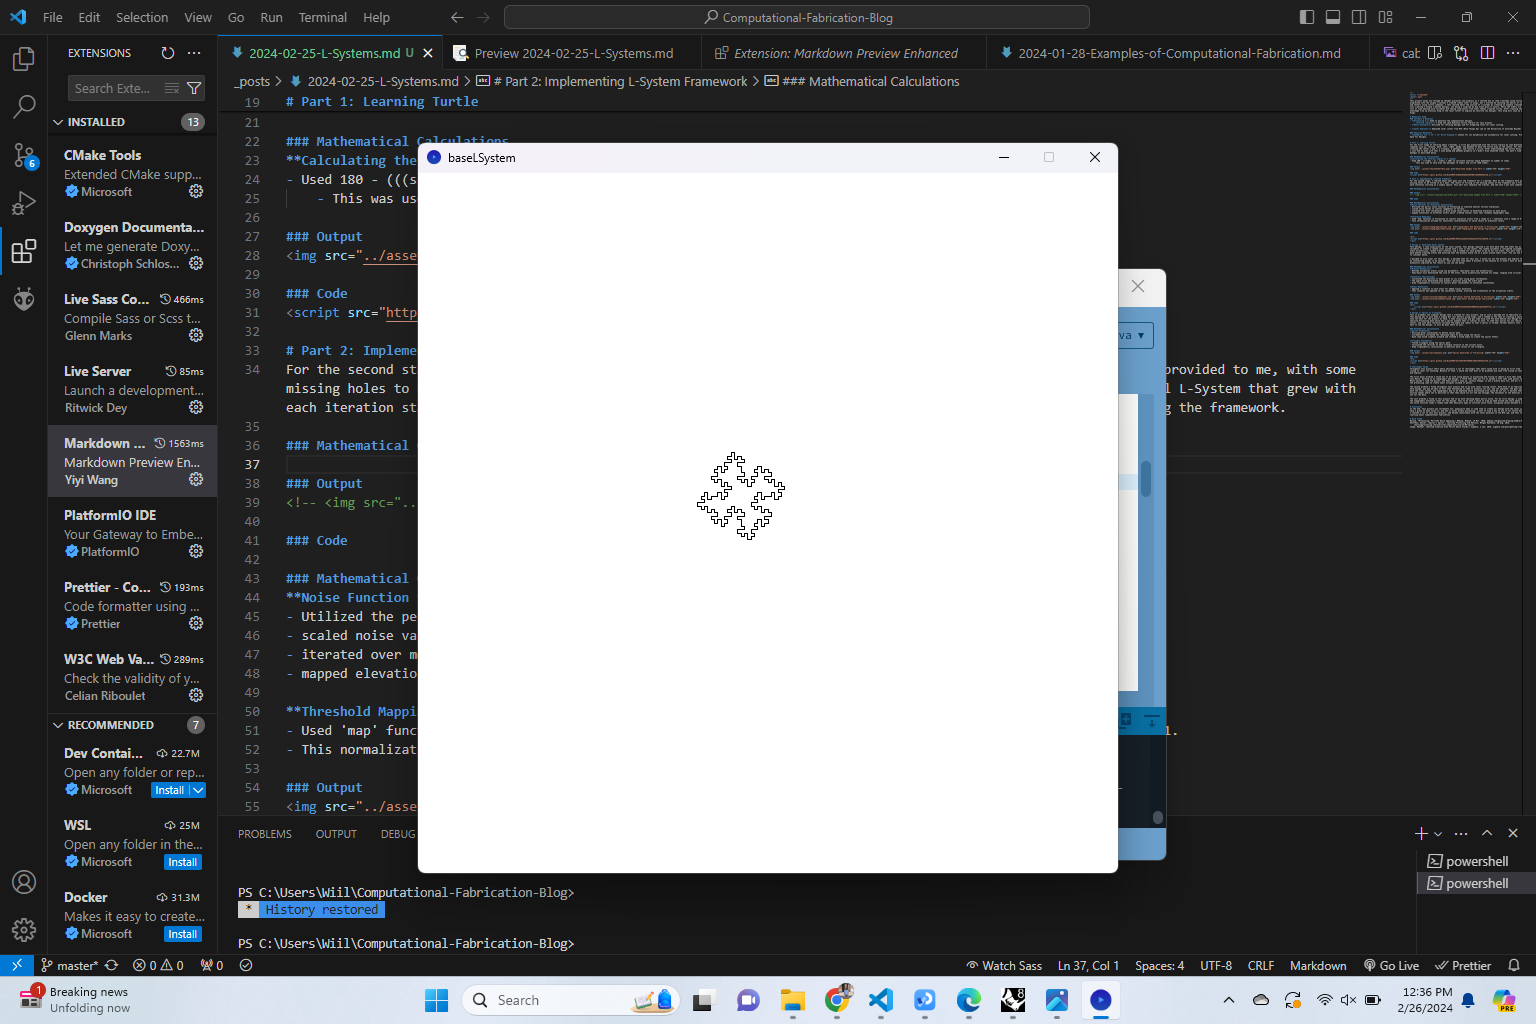 File Edit Selection View Go Run Terminal Help
Computational-Fabrication-Blog
EXTENSIONS
Search Exte...
INSTALLED 13
CMake Tools
Extended CMake supp...
Microsoft
Doxygen Documenta...
Let me generate Doxy...
Christoph Schlos...
Live Sass Co... 466ms
Compile Sass or Scss t...
Glenn Marks
Live Server 85ms
Launch a development...
Ritwick Dey
Markdown ... 1563ms
Markdown Preview En...
Yiyi Wang
PlatformIO IDE
Your Gateway to Embe...
PlatformIO
Prettier - Co... 193ms
Code formatter using ...
Prettier
W3C Web Va... 289ms
Check the validity of y...
Celian Riboulet
RECOMMENDED 7
Dev Contai... 22.7M
Open any folder or rep...
Microsoft Install
WSL 25M
Open any folder in the...
Microsoft Install
Docker 31.3M
Makes it easy to create...
Microsoft Install
6
2024-02-25-L-Systems.md U
Preview 2024-02-25-L-Systems.md
Extension: Markdown Preview Enhanced
2024-01-28-Examples-of-Computational-Fabrication.md
cab
_posts > 2024-02-25-L-Systems.md > # Part 2: Implementing L-System Framework > ### Mathematical Calculations
19 # Part 1: Learning Turtle
21
22 ### Mathematical Calculations
23 **Calculating the
24 - Used 180 - (((s
25 - This was us
26
27 ### Output
28 <img src="../asse
29
30 ### Code
31 <script src="http
32
33 # Part 2: Impleme
34 For the second st provided to me, with some
missing holes to l L-System that grew with
each iteration st g the framework.
35
36 ### Mathematical
37
38 ### Output
39 <!-- <img src="..
40
41 ### Code
42
43 ### Mathematical
44 **Noise Function
45 - Utilized the pe
46 - scaled noise va
47 - iterated over m
48 - mapped elevatio
49
50 **Threshold Mappi
51 - Used 'map' func 1.
52 - This normalizat
53
54 ### Output
55 <img src="../asse
baseLSystem
va
PROBLEMS OUTPUT DEBUG
PS C:\Users\Will\Computational-Fabrication-Blog>
* History restored
PS C:\Users\Will\Computational-Fabrication-Blog>
powershell
powershell
master* 0 0 0
Watch Sass Ln 37, Col 1 Spaces: 4 UTF-8 CRLF Markdown Go Live Prettier
1
Breaking news
Unfolding now
Search
8
12:36 PM
2/26/2024
PRE